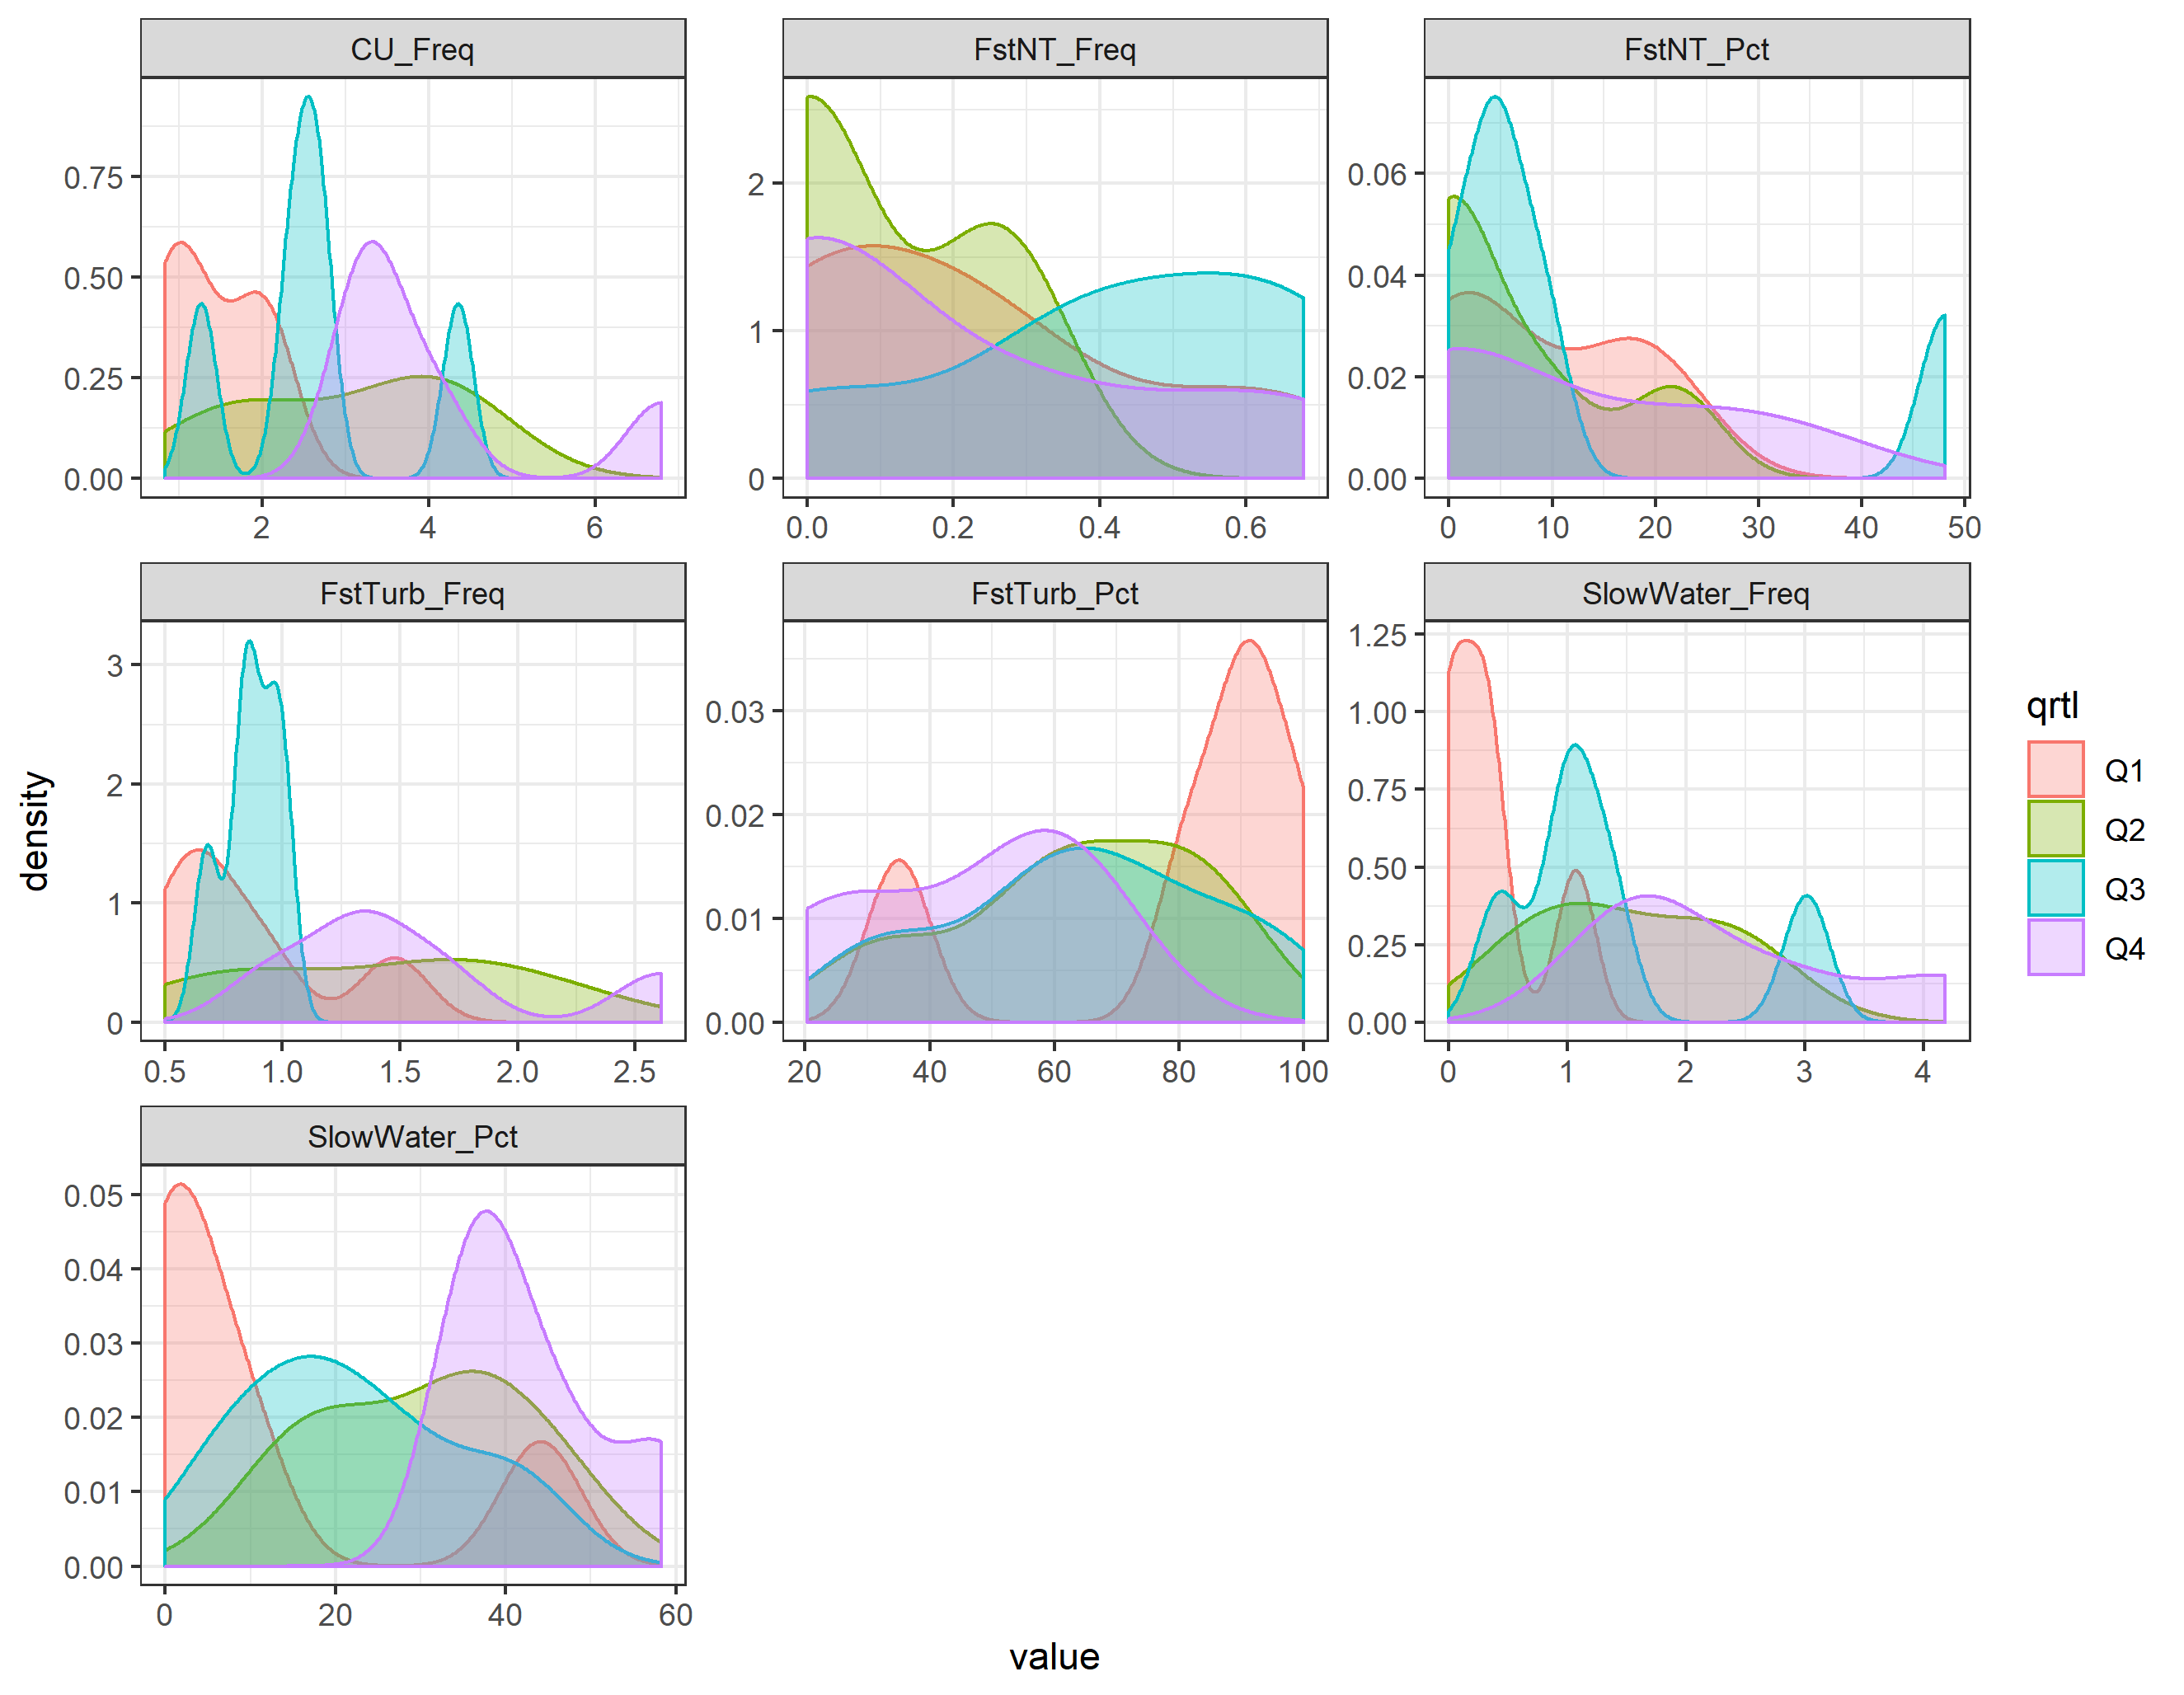 CU_Freq
FstNT_Freq
FstNT_Pct
0.75
0.50
0.25
0.00
2 4 6
2
1
0
0.0 0.2 0.4 0.6
0.06
0.04
0.02
0.00
0 10 20 30 40 50
FstTurb_Freq
FstTurb_Pct
SlowWater_Freq
3
2
1
0
0.5 1.0 1.5 2.0 2.5
0.03
0.02
0.01
0.00
20 40 60 80 100
1.25
1.00
0.75
0.50
0.25
0.00
0 1 2 3 4
SlowWater_Pct
0.05
0.04
0.03
0.02
0.01
0.00
0 20 40 60
density
value
qrtl
Q1
Q2
Q3
Q4